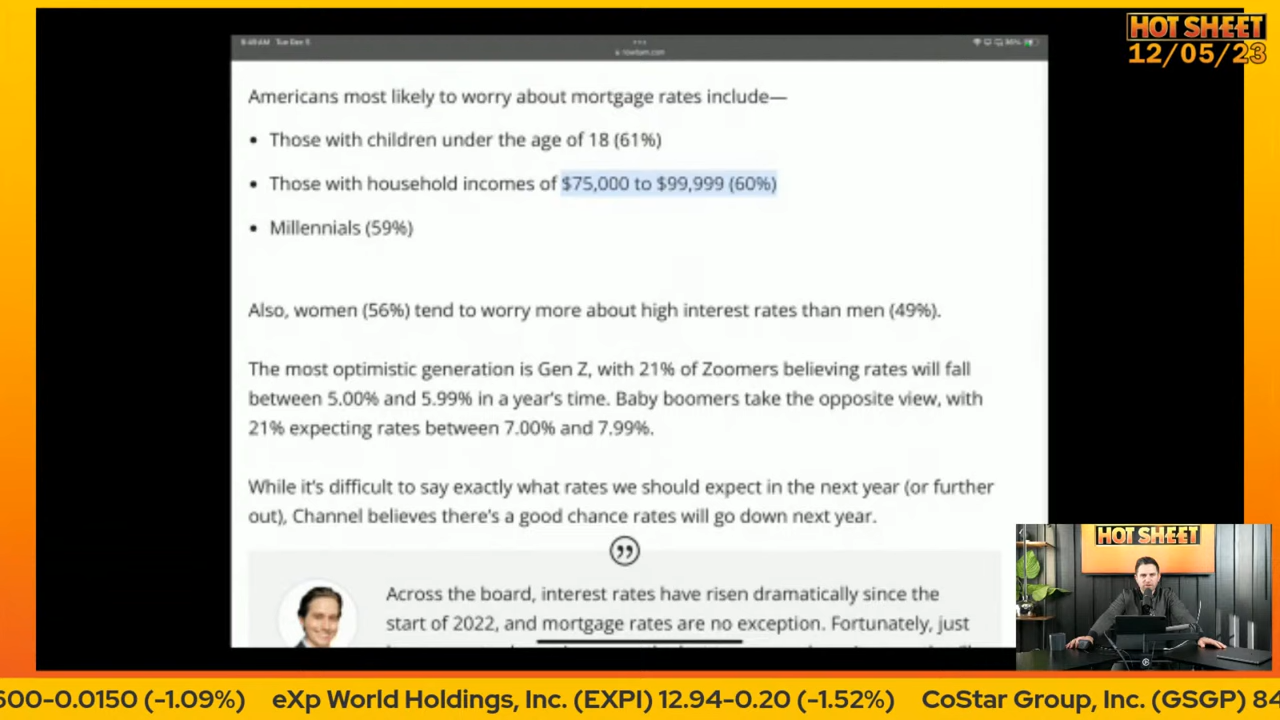 HOT SHEET
12/05/23
9:49 AM Tue Dec 5
Americans most likely to worry about mortgage rates include—
• Those with children under the age of 18 (61%)
• Those with household incomes of $75,000 to $99,999 (60%)
• Millennials (59%)
Also, women (56%) tend to worry more about high interest rates than men (49%).
The most optimistic generation is Gen Z, with 21% of Zoomers believing rates will fall
between 5.00% and 5.99% in a year's time. Baby boomers take the opposite view, with
21% expecting rates between 7.00% and 7.99%.
While it's difficult to say exactly what rates we should expect in the next year (or further
out), Channel believes there's a good chance rates will go down next year.
Across the board, interest rates have risen dramatically since the
start of 2022, and mortgage rates are no exception. Fortunately, just
HOT SHEET
600-0.0150 (-1.09%) eXp World Holdings, Inc. (EXPI) 12.94-0.20 (-1.52%) CoStar Group, Inc. (GSGP) 84